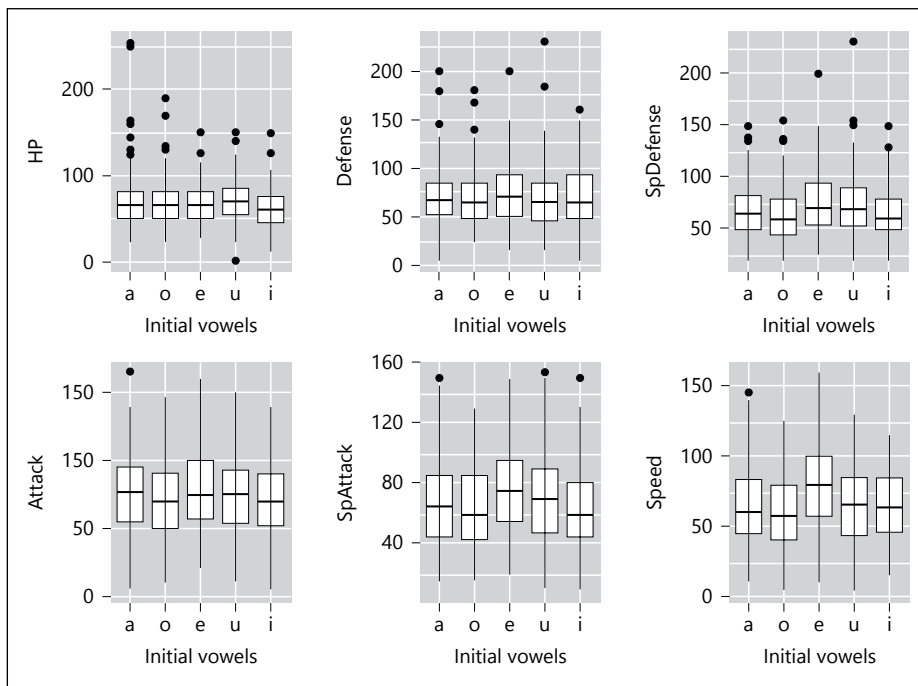 HP
200
100
0
a o e u i
Initial vowels
Defense
200
150
100
50
0
a o e u i
Initial vowels
SpDefense
200
150
100
50
a o e u i
Initial vowels
Attack
150
150
50
0
a o e u i
Initial vowels
SpAttack
160
120
80
40
a o e u i
Initial vowels
Speed
150
100
50
0
a o e u i
Initial vowels